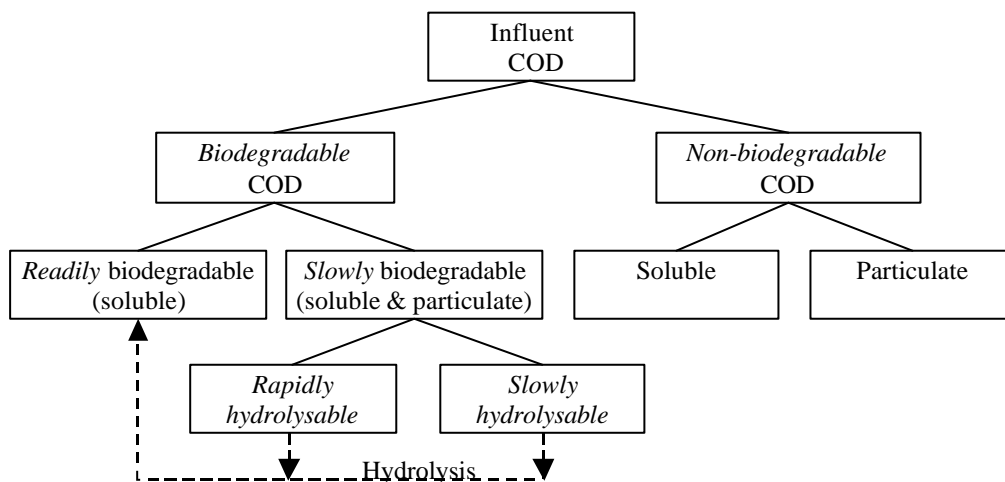 Influent
COD
Biodegradable
COD
Non-biodegradable
COD
Readily biodegradable
(soluble)
Slowly biodegradable
(soluble & particulate)
Soluble
Particulate
Rapidly
hydrolysable
Slowly
hydrolysable
Hydrolysis